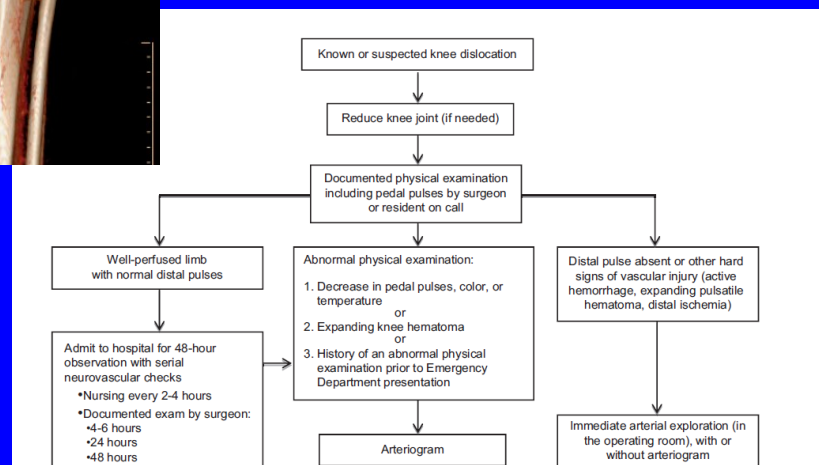 Known or suspected knee dislocation
Reduce knee joint (if needed)
Documented physical examination
including pedal pulses by surgeon
or resident on call
Well-perfused limb
with normal distal pulses
Abnormal physical examination:
1. Decrease in pedal pulses, color, or
temperature
or
2. Expanding knee hematoma
or
3. History of an abnormal physical
examination prior to Emergency
Department presentation
Distal pulse absent or other hard
signs of vascular injury (active
hemorrhage, expanding pulsatile
hematoma, distal ischemia)
Admit to hospital for 48-hour
observation with serial
neurovascular checks
•Nursing every 2-4 hours
•Documented exam by surgeon:
•4-6 hours
•24 hours
•48 hours
Arteriogram
Immediate arterial exploration (in
the operating room), with or
without arteriogram